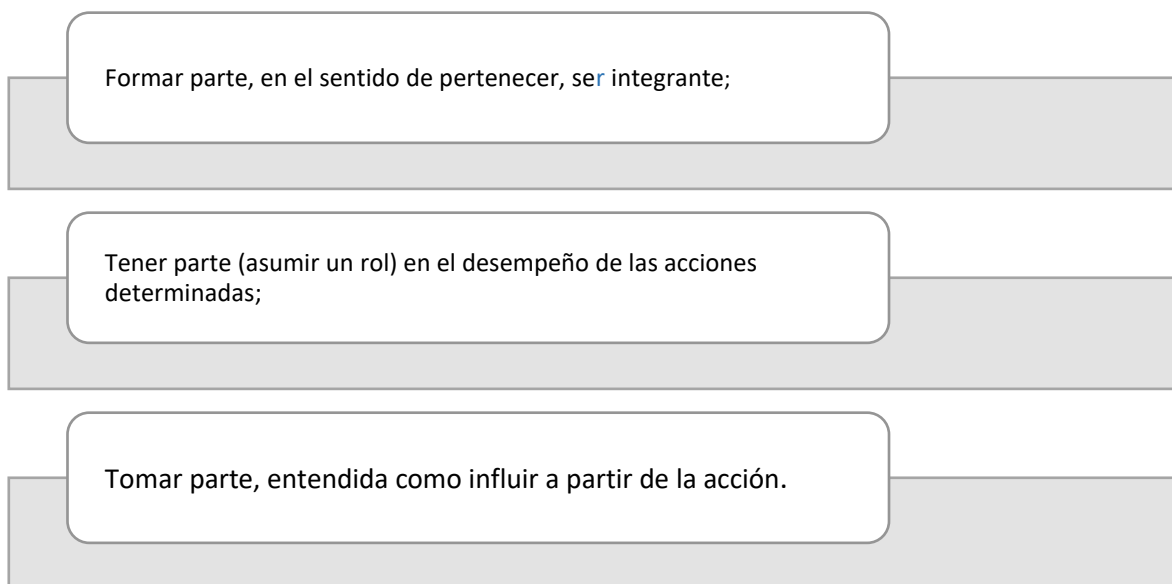 Formar parte, en el sentido de pertenecer, ser integrante;
Tener parte (asumir un rol) en el desempeño de las acciones
determinadas;
Tomar parte, entendida como influir a partir de la acción.